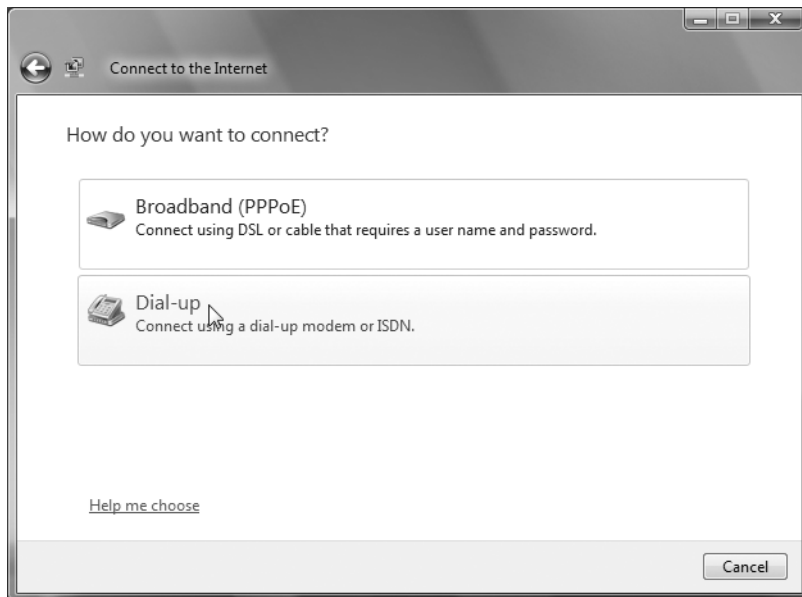 Connect to the Internet
How do you want to connect?
Broadband (PPPoE)
Connect using DSL or cable that requires a user name and password.
Dial-up
Connect using a dial-up modem or ISDN.
Help me choose
Cancel